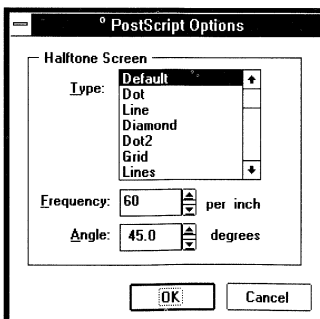 PostScript Options
Halftone Screen
Type:
Default
Dot
Line
Diamond
Dot2
Grid
Lines
Frequency: 60 per inch
Angle: 45.0 degrees
OK Cancel